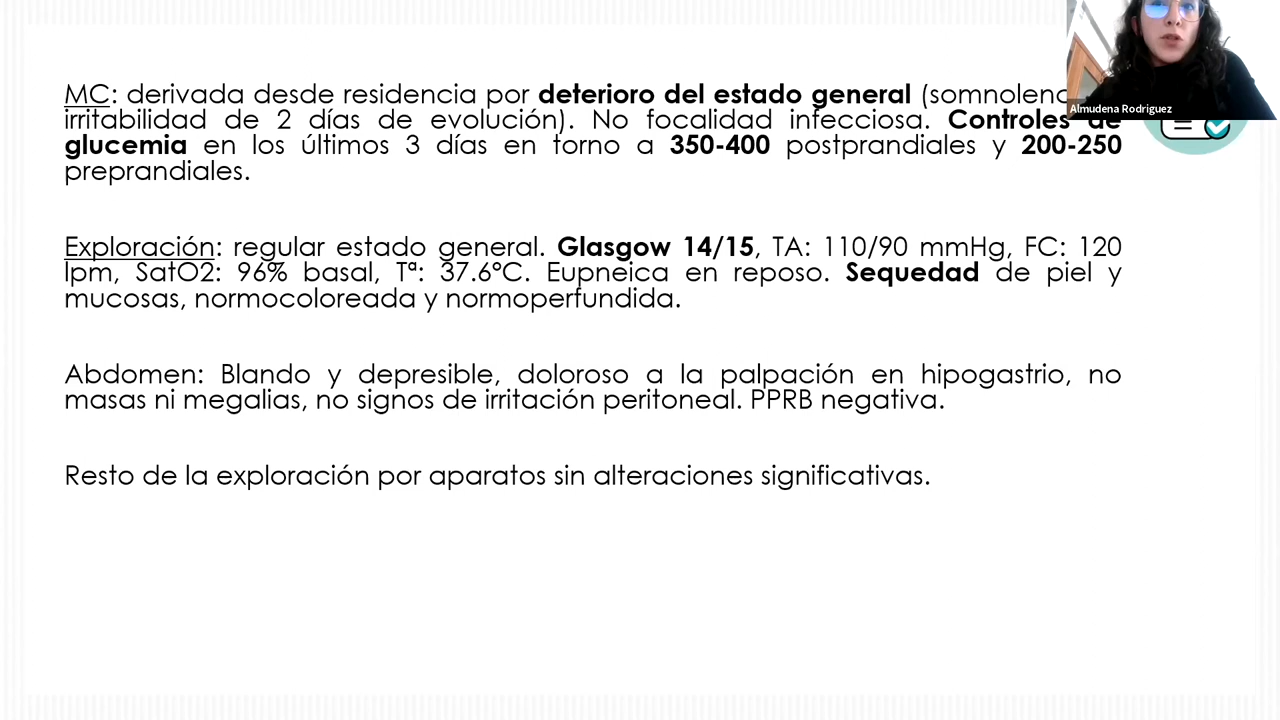 MC: derivada desde residencia por deterioro del estado general
irritabilidad de 2 días de evolución). No focalidad infecciosa. Controles de
glucemia en los últimos 3 días en torno a 350-400 postprandiales y 200-250
preprandiales.
Exploración: regular estado general. Glasgow 14/15, TA: 110/90 mmHg, FC: 120
lpm, SatO2: 96% basal, Tª: 37.6ºC. Eupneica en reposo. Sequedad de piel y
mucosas, normocoloreada y normoperfundida.
Abdomen: Blando y depresible, doloroso a la palpación en hipogastrio, no
masas ni megalias, no signos de irritación peritoneal. PPRB negativa.
Resto de la exploración por aparatos sin alteraciones significativas.
Almudena Rodriguez